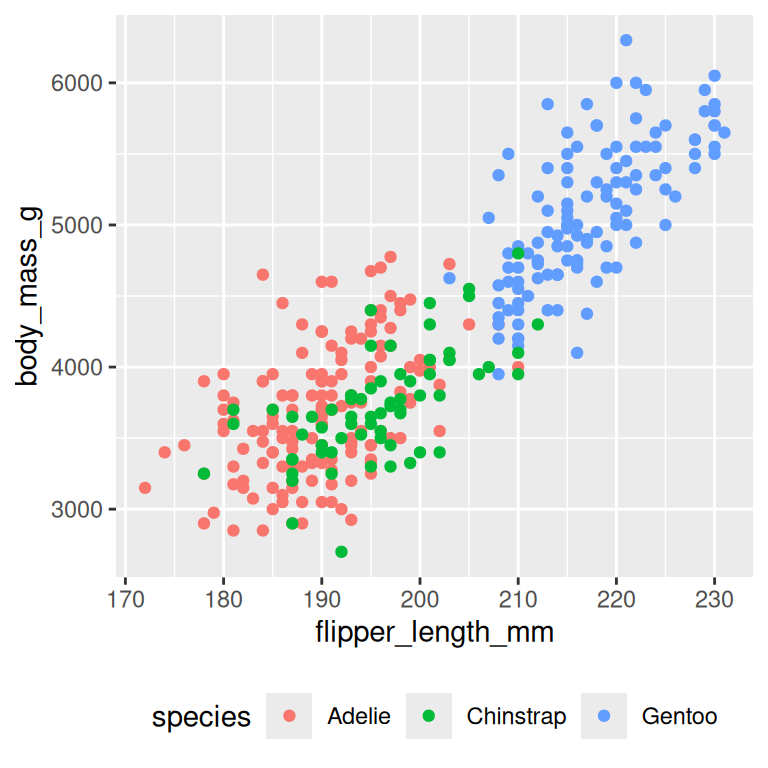 6000
5000
4000
3000
body_mass_g
170 180 190 200 210 220 230
flipper_length_mm
species Adelie Chinstrap Gentoo